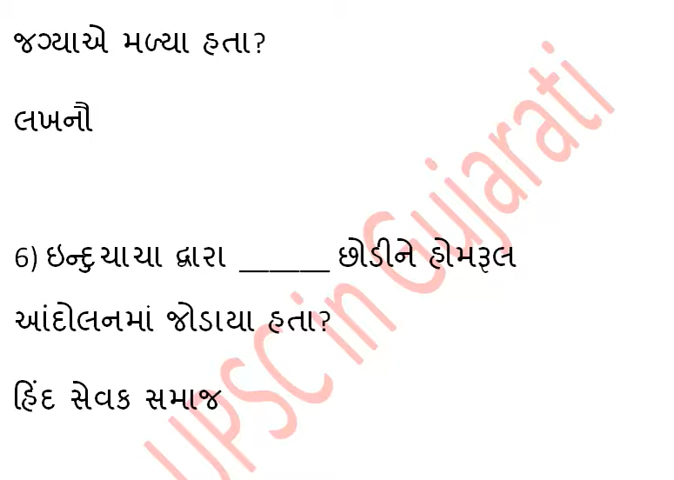 જગ્યાએ મળ્યા હતા?
લખનૌ
6) ઇન્દુચાચા દ્વારા ______ છોડીને હોમરૂલ
આંદોલનમાં જોડાયા હતા?
હિંદ સેવક સમાજ
UPSC in Gujarati